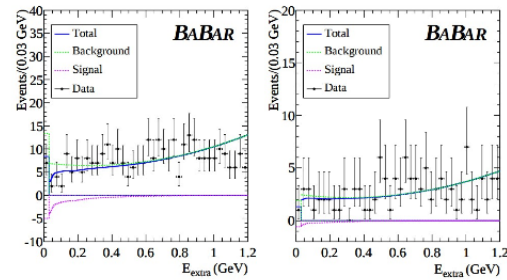 Events/(0.03 GeV)
40
35
30
25
20
15
10
5
0
-5
-10
BABAR
Total
Background
Signal
Data
0 0.2 0.4 0.6 0.8 1 1.2
E_extra(GeV)
Events/(0.03 GeV)
20
15
10
5
0
BABAR
Total
Background
Signal
Data
0 0.2 0.4 0.6 0.8 1 1.2
E_extra(GeV)